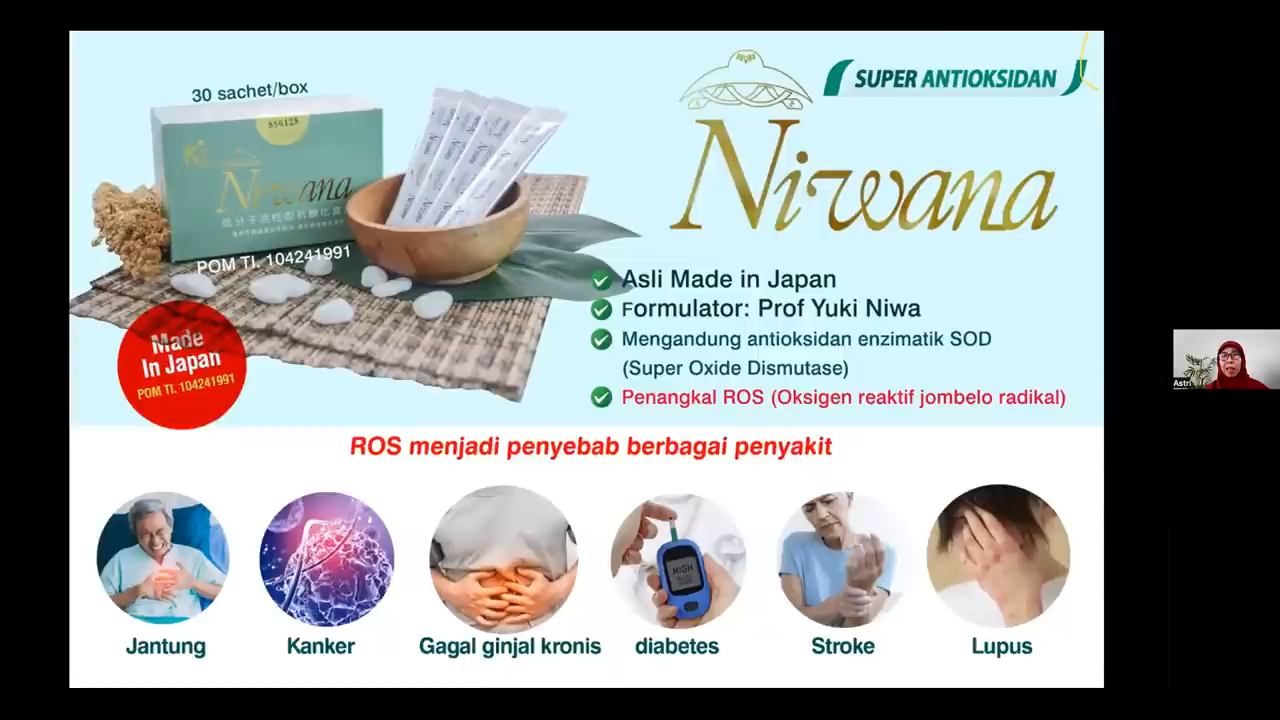 30 sachet/box
886128
Niwana
POM TI. 104241991
Made
In Japan
POM TI. 104241991
SUPER ANTIOKSIDAN
Niwana
Asli Made in Japan
Formulator: Prof Yuki Niwa
Mengandung antioksidan enzimatik SOD
(Super Oxide Dismutase)
Penangkal ROS (Oksigen reaktif jombelo radikal)
ROS menjadi penyebab berbagai penyakit
HIGH
Jantung
Kanker
Gagal ginjal kronis
diabetes
Stroke
Lupus
Astri